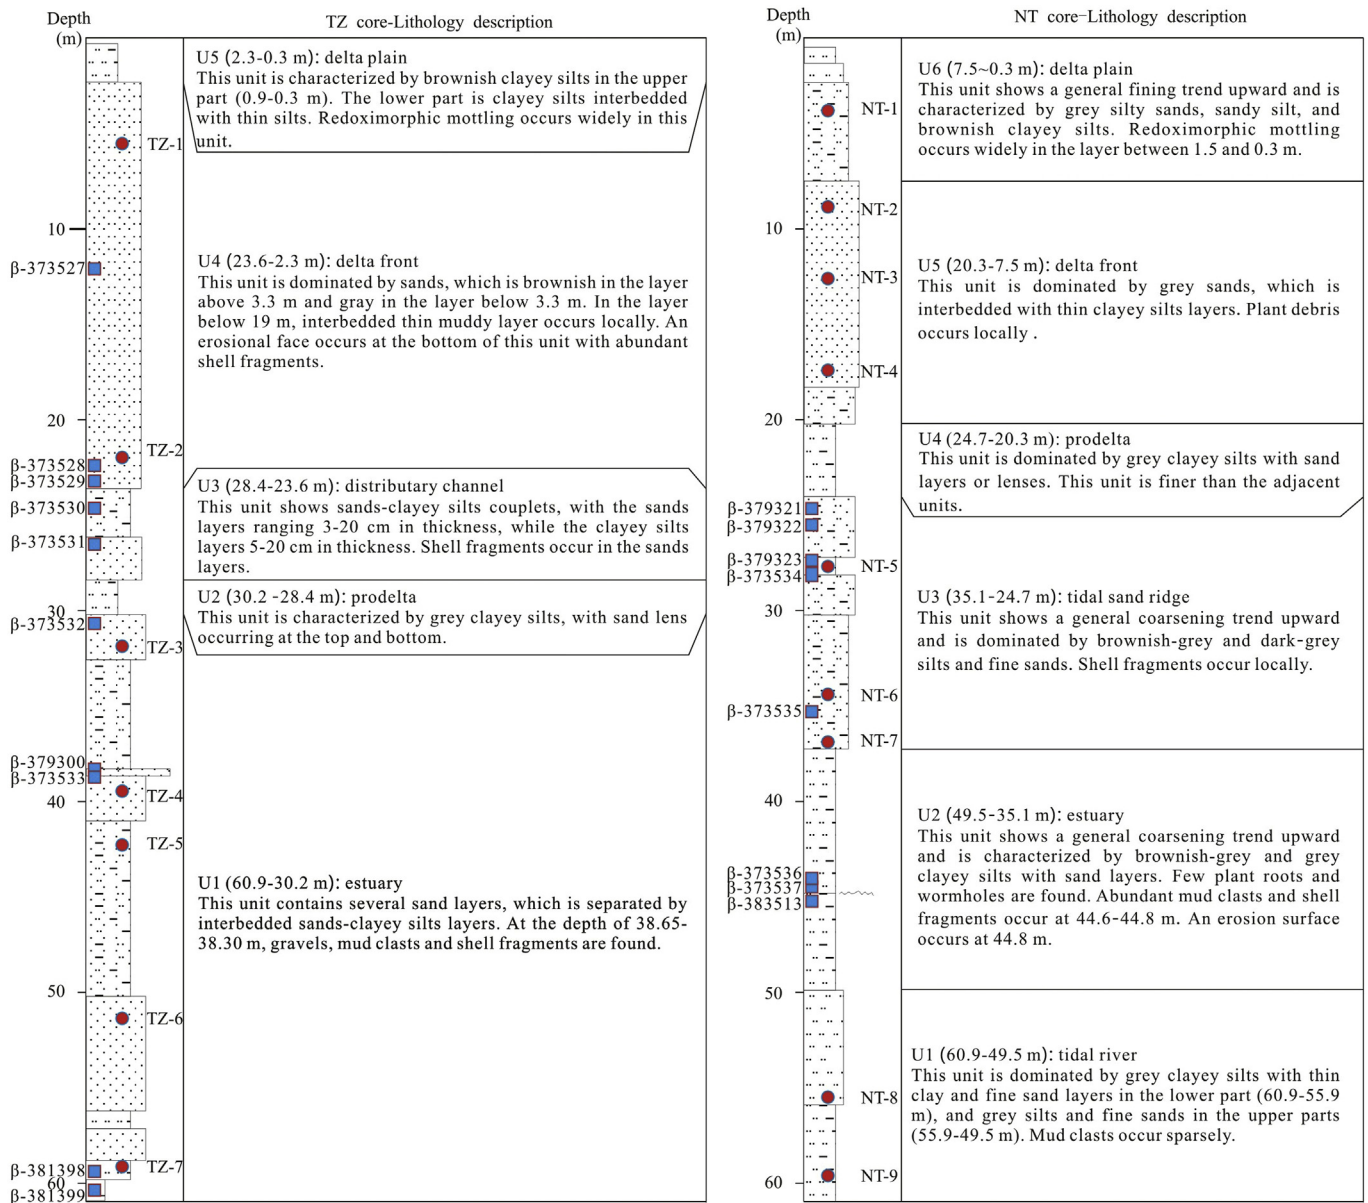 Depth
(m)
TZ core-Lithology description
U5 (2.3-0.3 m): delta plain
This unit is characterized by brownish clayey silts in the upper
part (0.9-0.3 m). The lower part is clayey silts interbedded
with thin silts. Redoximorphic mottling occurs widely in this
unit.
TZ-1
10
β-373527
U4 (23.6-2.3 m): delta front
This unit is dominated by sands, which is brownish in the layer
above 3.3 m and gray in the layer below 3.3 m. In the layer
below 19 m, interbedded thin muddy layer occurs locally. An
erosional face occurs at the bottom of this unit with abundant
shell fragments.
20
TZ-2
β-373528
β-373529
β-373530
β-373531
U3 (28.4-23.6 m): distributary channel
This unit shows sands-clayey silts couplets, with the sands
layers ranging 3-20 cm in thickness, while the clayey silts
layers 5-20 cm in thickness. Shell fragments occur in the sands
layers.
30
β-373532
TZ-3
U2 (30.2 -28.4 m): prodelta
This unit is characterized by grey clayey silts, with sand lens
occurring at the top and bottom.
β-379300
β-373533
TZ-4
40
TZ-5
U1 (60.9-30.2 m): estuary
This unit contains several sand layers, which is separated by
interbedded sands-clayey silts layers. At the depth of 38.65-
38.30 m, gravels, mud clasts and shell fragments are found.
50
TZ-6
TZ-7
β-381398
60
β-381399
Depth
(m)
NT core-Lithology description
NT-1
U6 (7.5~0.3 m): delta plain
This unit shows a general fining trend upward and is
characterized by grey silty sands, sandy silt, and
brownish clayey silts. Redoximorphic mottling
occurs widely in the layer between 1.5 and 0.3 m.
NT-2
10
NT-3
NT-4
U5 (20.3-7.5 m): delta front
This unit is dominated by grey sands, which is
interbedded with thin clayey silts layers. Plant debris
occurs locally .
20
U4 (24.7-20.3 m): prodelta
This unit is dominated by grey clayey silts with sand
layers or lenses. This unit is finer than the adjacent
units.
β-379321
β-379322
β-379323
β-373534
NT-5
30
U3 (35.1-24.7 m): tidal sand ridge
This unit shows a general coarsening trend upward
and is dominated by brownish-grey and dark-grey
silts and fine sands. Shell fragments occur locally.
NT-6
β-373535
NT-7
40
β-373536
β-373537
β-383513
U2 (49.5-35.1 m): estuary
This unit shows a general coarsening trend upward
and is characterized by brownish-grey and grey
clayey silts with sand layers. Few plant roots and
wormholes are found. Abundant mud clasts and shell
fragments occur at 44.6-44.8 m. An erosion surface
occurs at 44.8 m.
50
U1 (60.9-49.5 m): tidal river
This unit is dominated by grey clayey silts with thin
clay and fine sand layers in the lower part (60.9-55.9
m), and grey silts and fine sands in the upper parts
(55.9-49.5 m). Mud clasts occur sparsely.
NT-8
60
NT-9